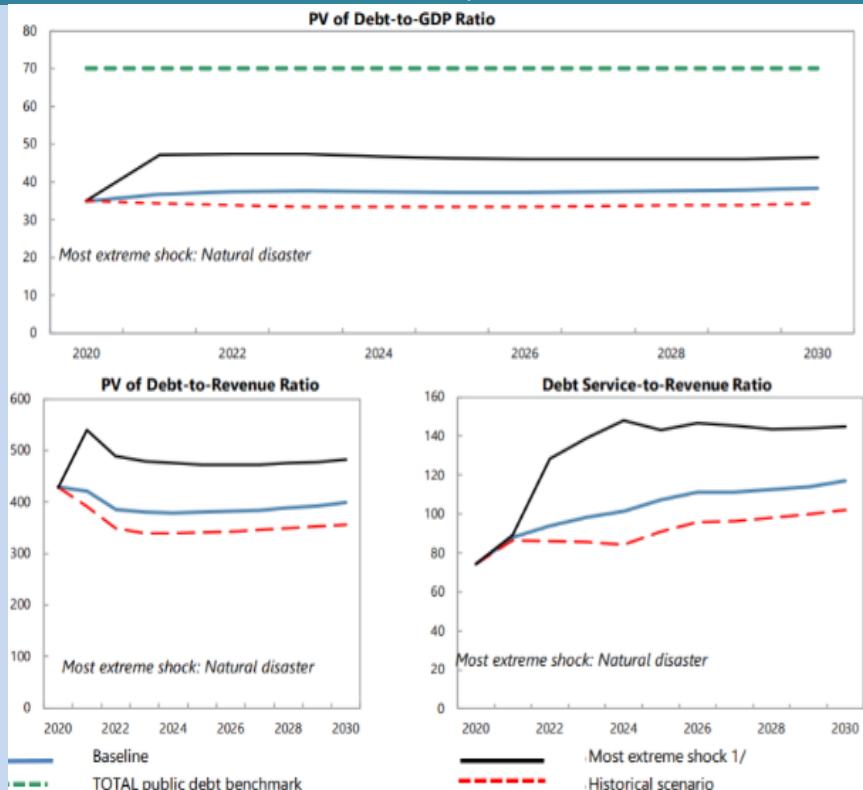 PV of Debt-to-GDP Ratio
80
70
60
50
40
30
20
10
0
Most extreme shock: Natural disaster
2020 2022 2024 2026 2028 2030
PV of Debt-to-Revenue Ratio
600
500
400
300
200
100
0
Most extreme shock: Natural disaster
2020 2022 2024 2026 2028 2030
Debt Service-to-Revenue Ratio
160
140
120
100
80
60
40
20
0
Most extreme shock: Natural disaster
2020 2022 2024 2026 2028 2030
Baseline
Most extreme shock 1/
TOTAL public debt benchmark
Historical scenario